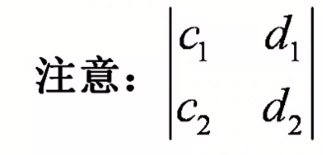 注意： | c₁ d₁ |
| c₂ d₂ |